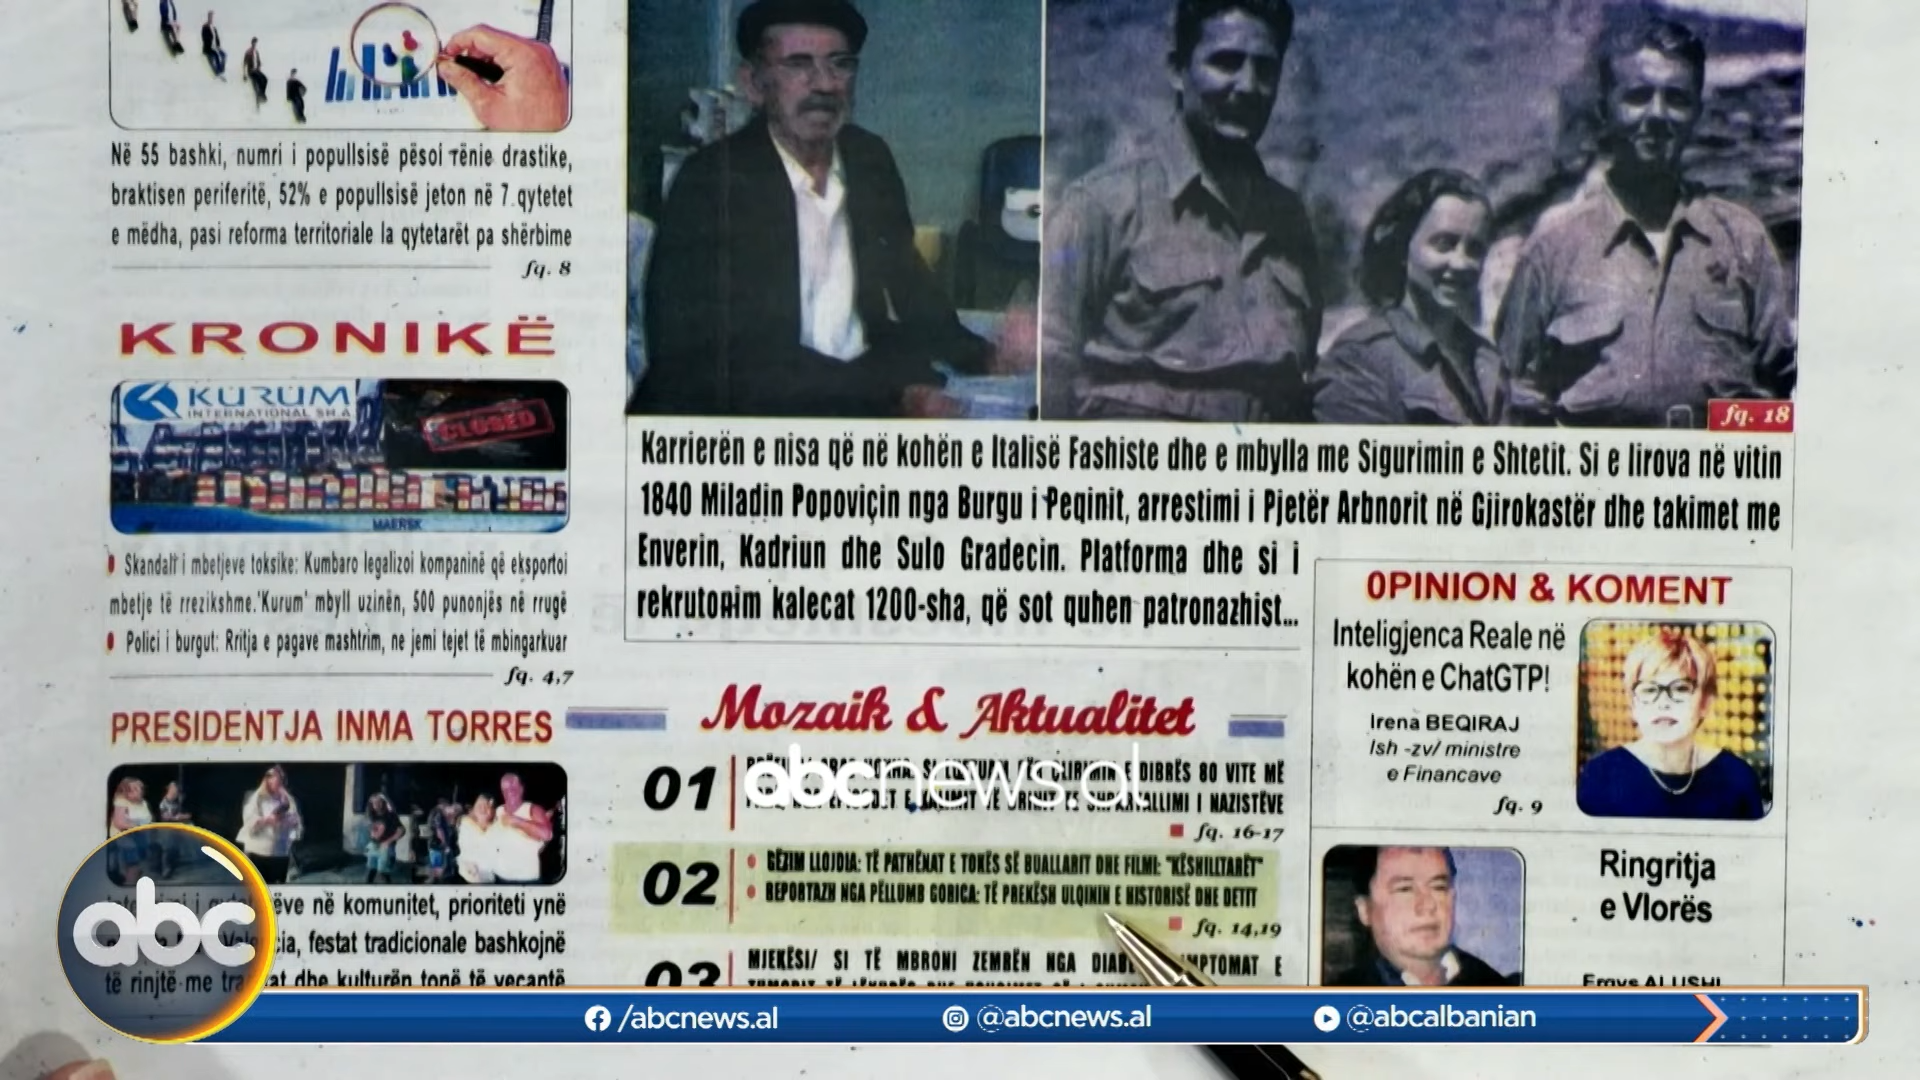 Në 55 bashki, numri i popullsisë pësoi rënie drastike,
braktisen periferitë, 52% e popullsisë jeton në 7 qytetet
e mëdha, pasi reforma territoriale la qytetarët pa shërbime
fq. 8
KRONIKË
KURUM
INTERNATIONAL SH.A
CLOSED
MAERSK
Skandali i mbetjeve toksike: Kumbaro legalizoi kompaninë që eksportoi
mbetje të rrezikshme.'Kurum' mbyll uzinën, 500 punonjës në rrugë
Polici i burgut: Rritja e pagave mashtrim, ne jemi tejet të mbingarkuar
fq. 4,7
PRESIDENTJA INMA TORRES
ëve në komunitet, prioriteti ynë
festat tradicionale bashkojnë
të rinjtë me dhe kulturën tonë të veçantë
fq. 18
Karrierën e nisa që në kohën e Italisë Fashiste dhe e mbylla me Sigurimin e Shtetit. Si e lirova në vitin
1840 Miladin Popoviçin nga Burgu i Peqinit, arrestimi i Pjetër Arbnorit në Gjirokastër dhe takimet me
Enverin, Kadriun dhe Sulo Gradecin. Platforma dhe si i
rekrutonim kalecat 1200-sha, që sot quhen patronazhist...
Mozaik & Aktualitet
01
DIBRËS 80 VITE MË
I NAZISTËVE
fq. 16-17
02
GËZIM LLOJDIA: TË PATHËNAT E TOKËS SË BUALLARIT DHE FILMI: "KËSHILLTARËT"
REPORTAZH NGA PËLLUMB GORICA: TË PREKËSH ULQININ E HISTORISË DHE DETIT
fq. 14,19
03
MJEKËSI/ SI TË MBRONI ZEMRËN NGA
E
OPINION & KOMENT
Inteligjenca Reale në
kohën e ChatGTP!
Irena BEQIRAJ
Ish -zv/ ministre
e Financave
fq. 9
Ringritja
e Vlorës
Ergys ALUSHI
abcnews.al
abc
/abcnews.al
@abcnews.al
@abcalbanian